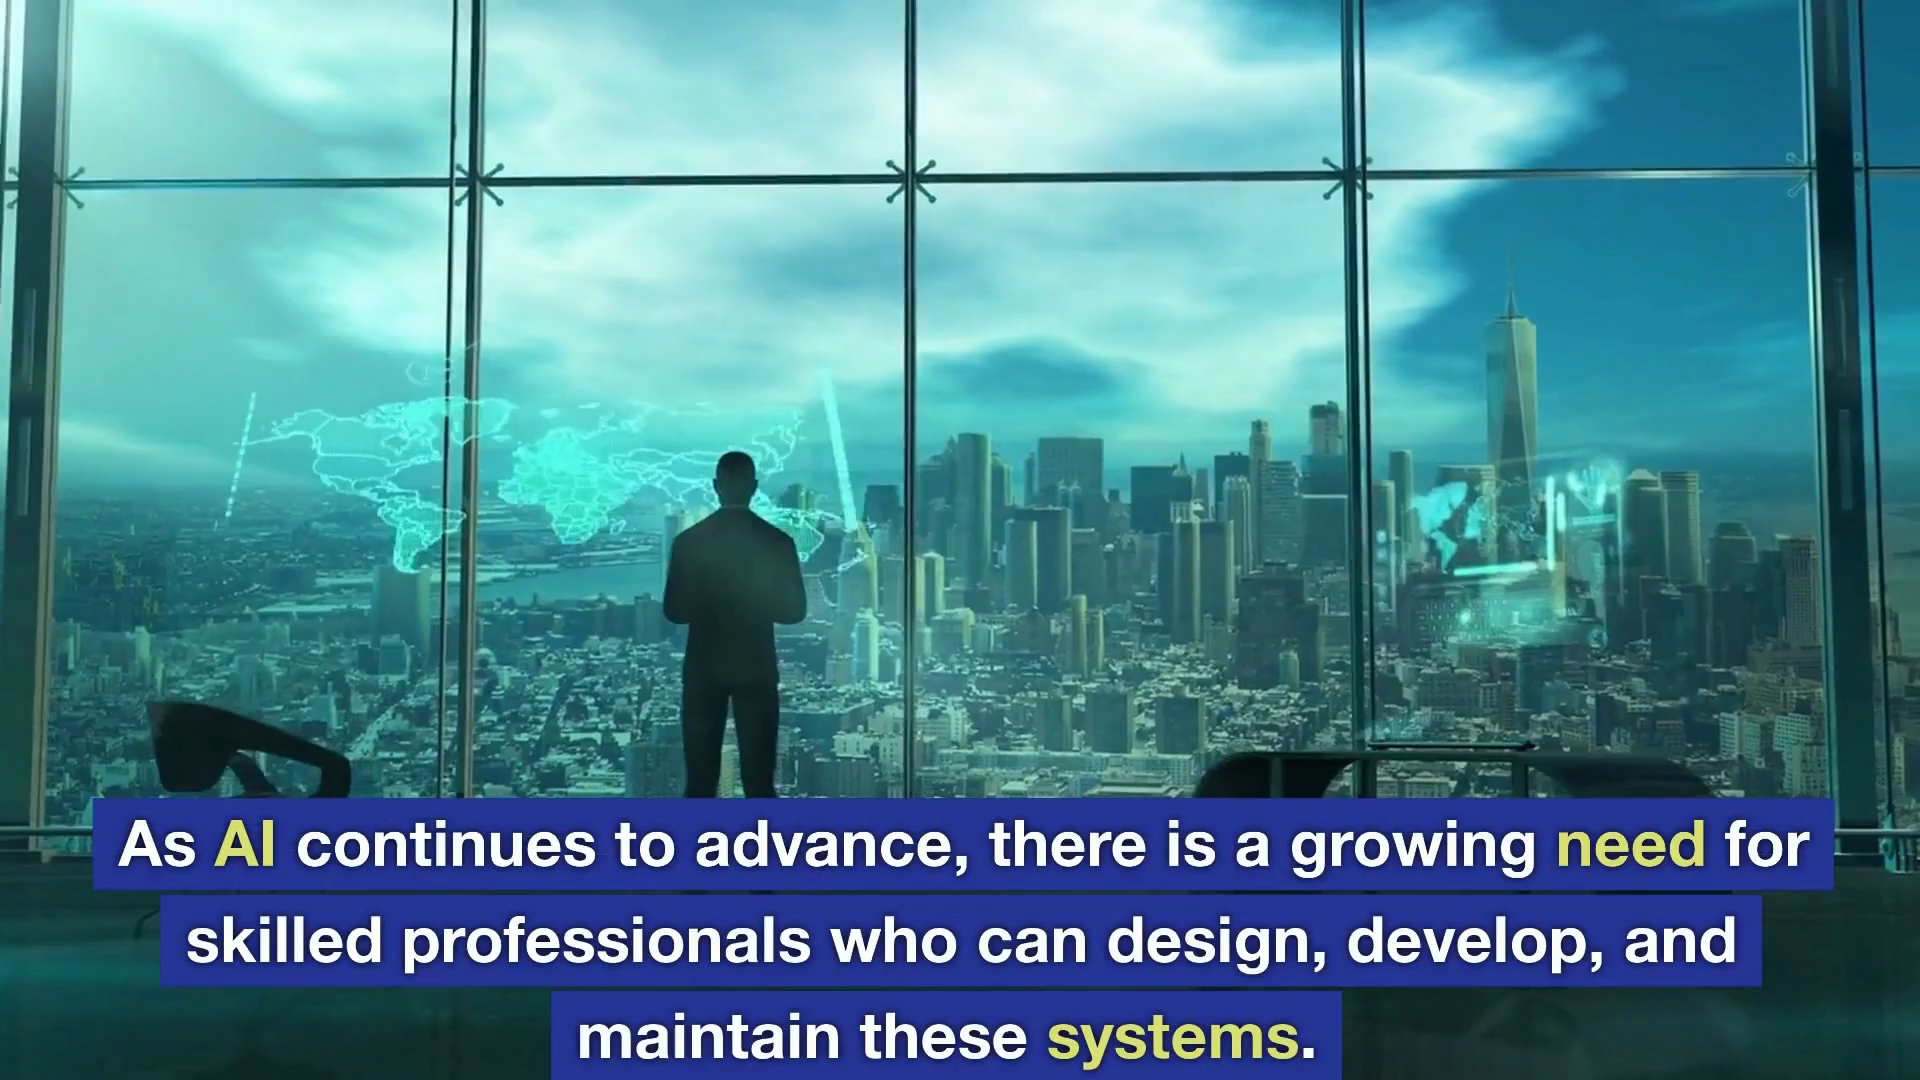 As AI continues to advance, there is a growing need for
skilled professionals who can design, develop, and
maintain these systems.